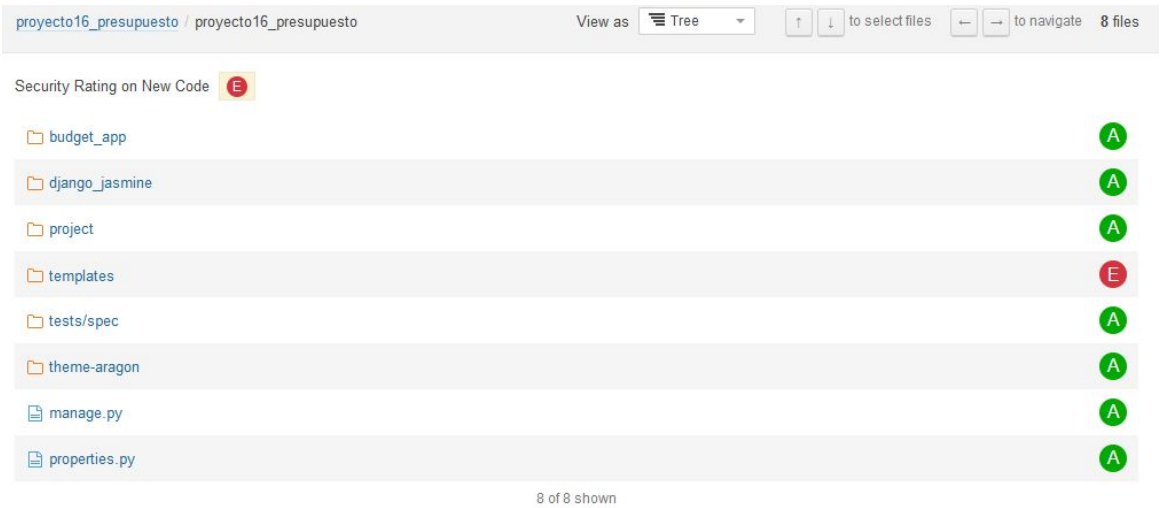 proyecto16_presupuesto / proyecto16_presupuesto View as Tree ↑ ↓ to select files ← → to navigate 8 files
Security Rating on New Code E
budget_app A
django_jasmine A
project A
templates E
tests/spec A
theme-aragon A
manage.py A
properties.py A
8 of 8 shown